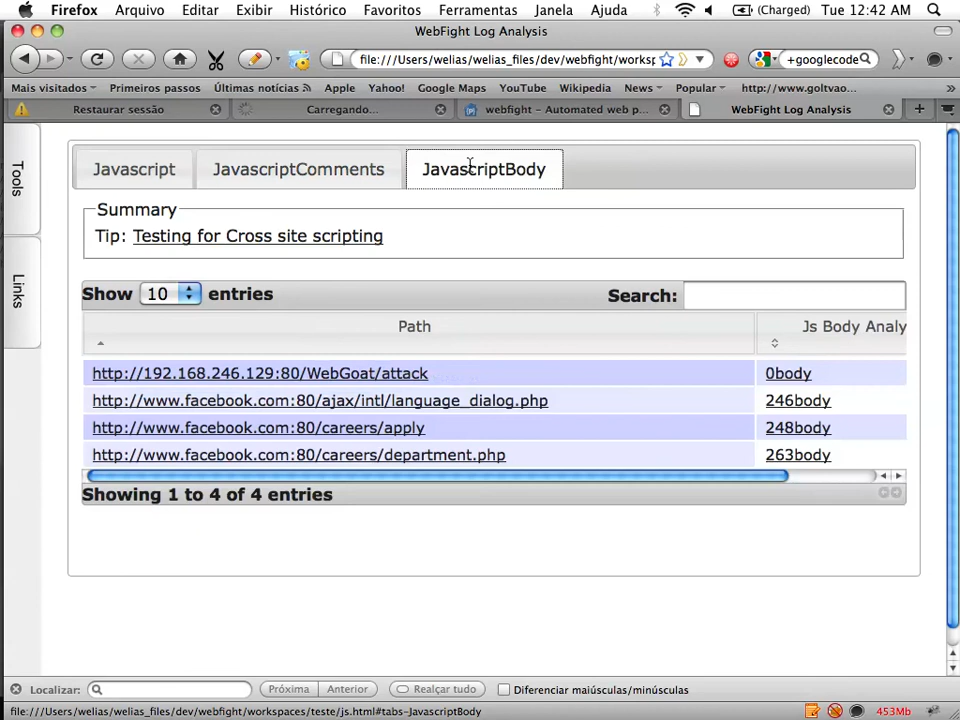 Firefox Arquivo Editar Exibir Histórico Favoritos Ferramentas Janela Ajuda (Charged) Tue 12:42 AM
WebFight Log Analysis
file:///Users/welias/welias_files/dev/webfight/worksp +googlecode
Mais visitados Primeiros passos Últimas notícias Apple Yahoo! Google Maps YouTube Wikipedia News Popular http://www.goltvao... »
Restaurar sessão Carregando... webfight – Automated web p... WebFight Log Analysis
Tools
Links
Javascript JavascriptComments JavascriptBody
Summary
Tip: Testing for Cross site scripting
Show 10 entries Search:
Path Js Body Analy
http://192.168.246.129:80/WebGoat/attack 0body
http://www.facebook.com:80/ajax/intl/language_dialog.php 246body
http://www.facebook.com:80/careers/apply 248body
http://www.facebook.com:80/careers/department.php 263body
Showing 1 to 4 of 4 entries
Localizar: Próxima Anterior Realçar tudo Diferenciar maiúsculas/minúsculas
file:///Users/welias/welias_files/dev/webfight/workspaces/teste/js.html#tabs-JavascriptBody 453Mb